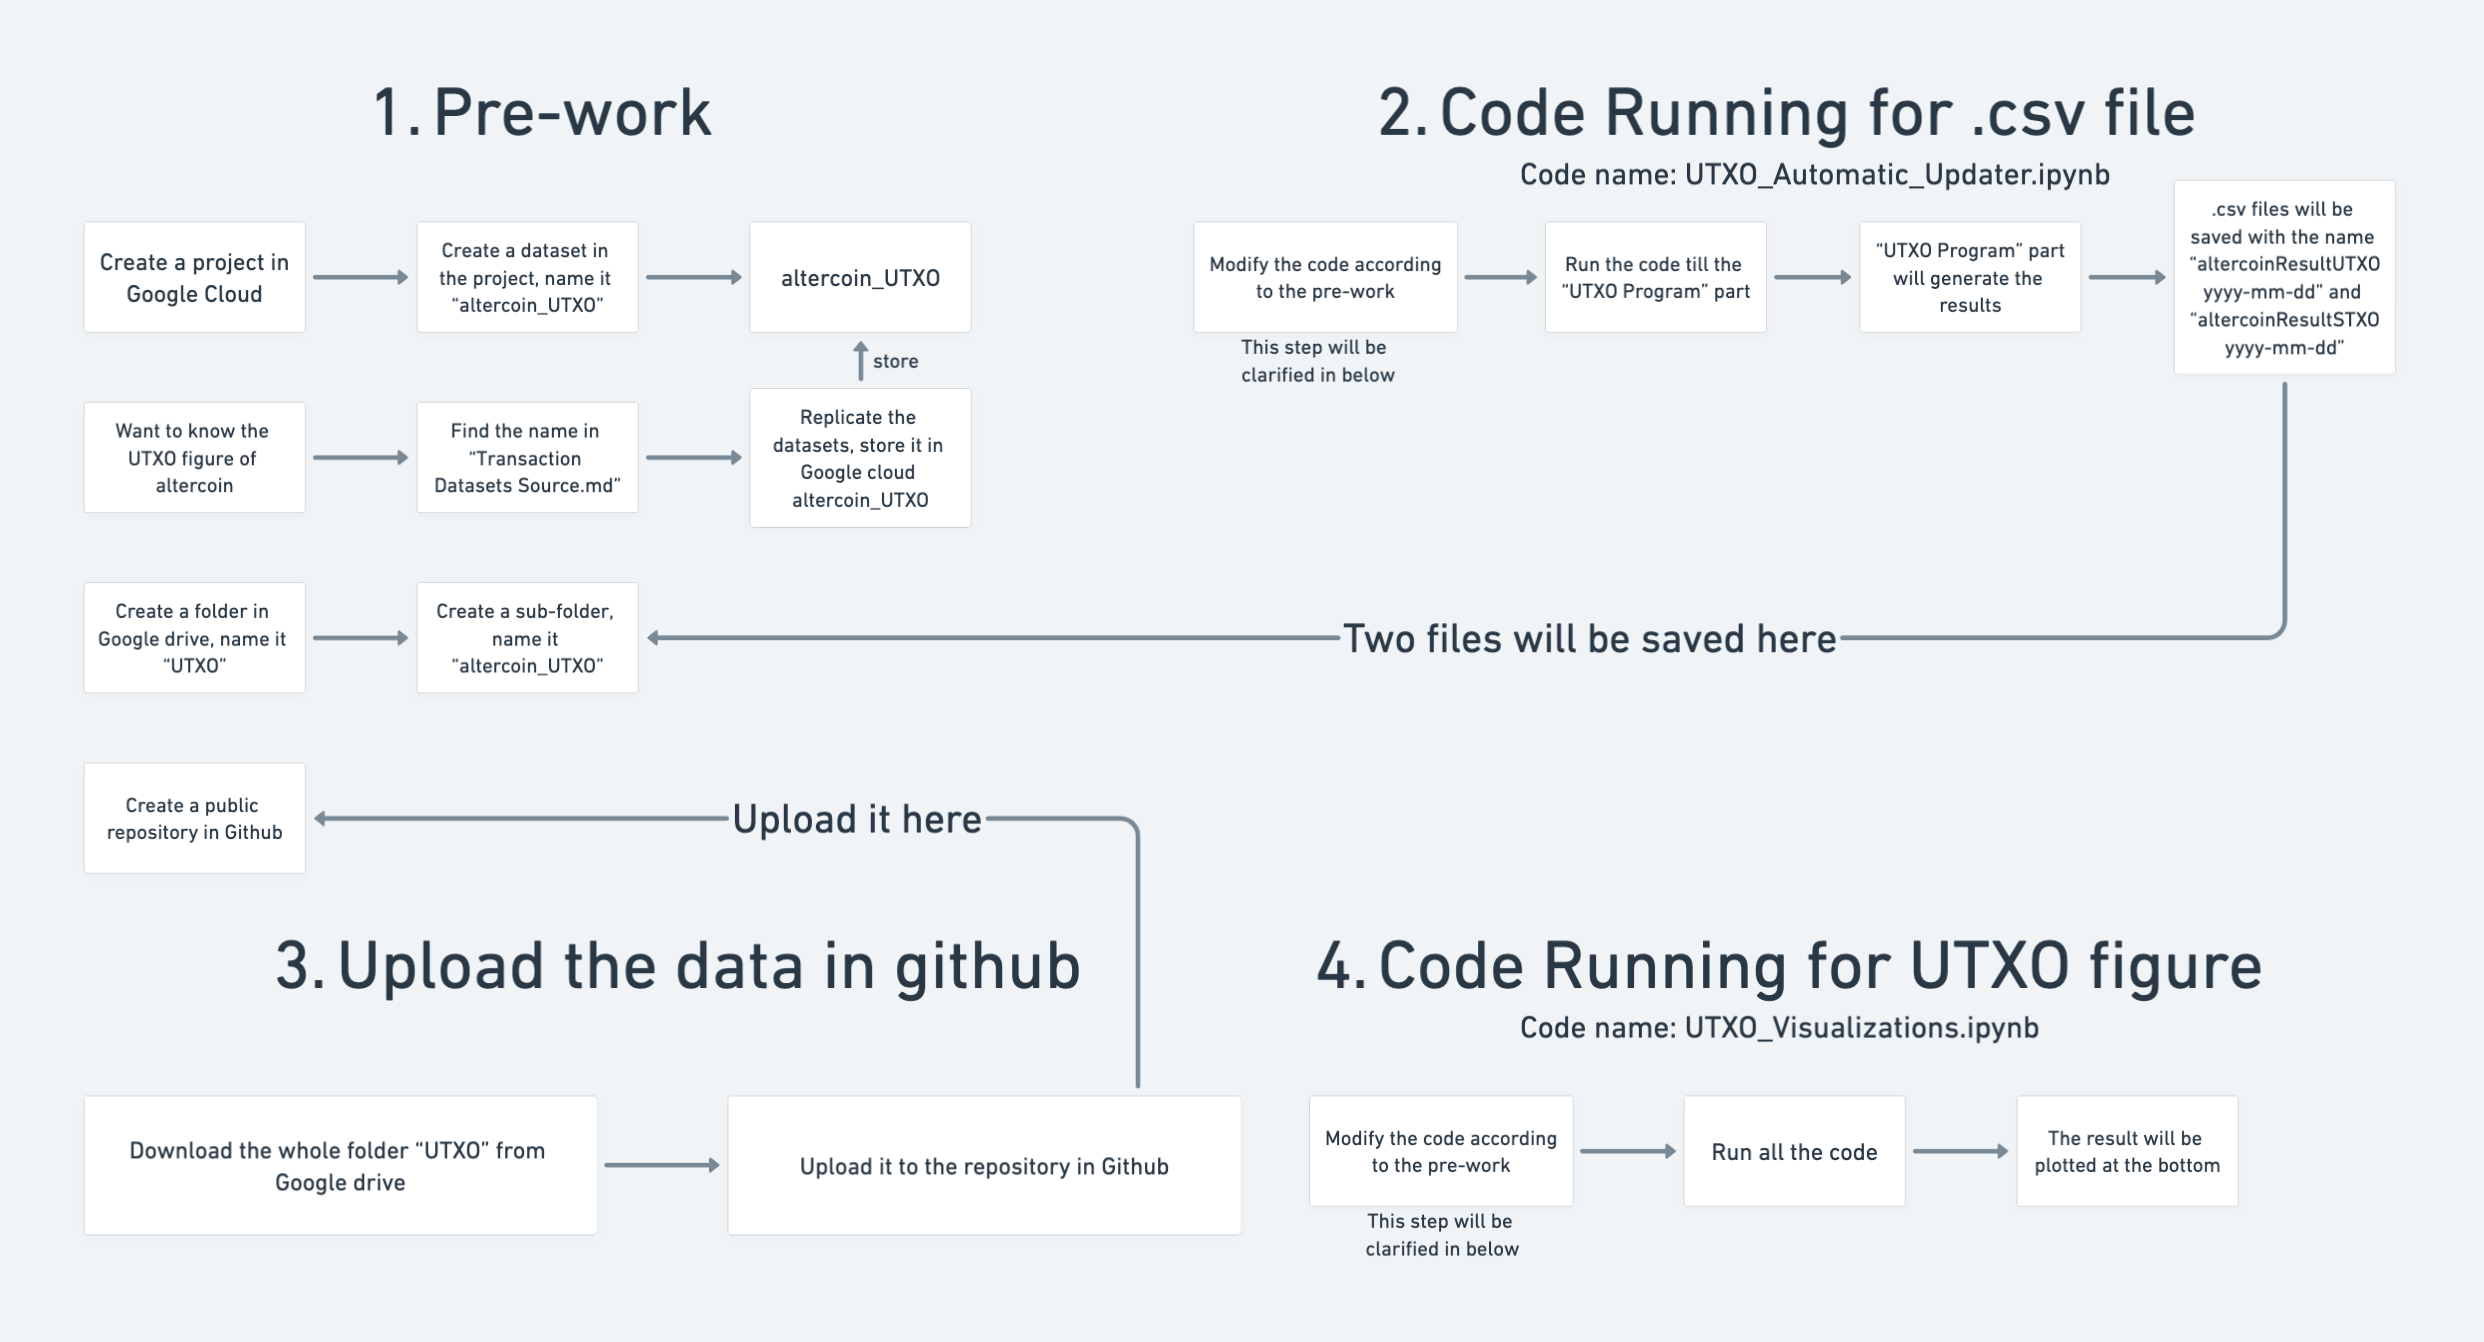 1. Pre-work
Create a project in
Google Cloud
Create a dataset in
the project, name it
“altercoin_UTXO”
altercoin_UTXO
store
Want to know the
UTXO figure of
altercoin
Find the name in
“Transaction
Datasets Source.md”
Replicate the
datasets, store it in
Google cloud
altercoin_UTXO
Create a folder in
Google drive, name it
“UTXO”
Create a sub-folder,
name it
“altercoin_UTXO”
Two files will be saved here
Create a public
repository in Github
Upload it here
2. Code Running for .csv file
Code name: UTXO_Automatic_Updater.ipynb
Modify the code according
to the pre-work
This step will be
clarified in below
Run the code till the
“UTXO Program” part
“UTXO Program” part
will generate the
results
.csv files will be
saved with the name
“altercoinResultUTXO
yyyy-mm-dd” and
“altercoinResultSTXO
yyyy-mm-dd”
3. Upload the data in github
Download the whole folder “UTXO” from
Google drive
Upload it to the repository in Github
4. Code Running for UTXO figure
Code name: UTXO_Visualizations.ipynb
Modify the code according
to the pre-work
This step will be
clarified in below
Run all the code
The result will be
plotted at the bottom